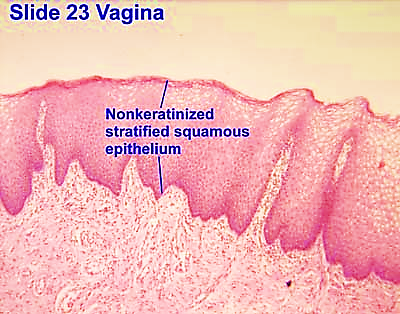 Slide 23 Vagina
Nonkeratinized
stratified squamous
epithelium